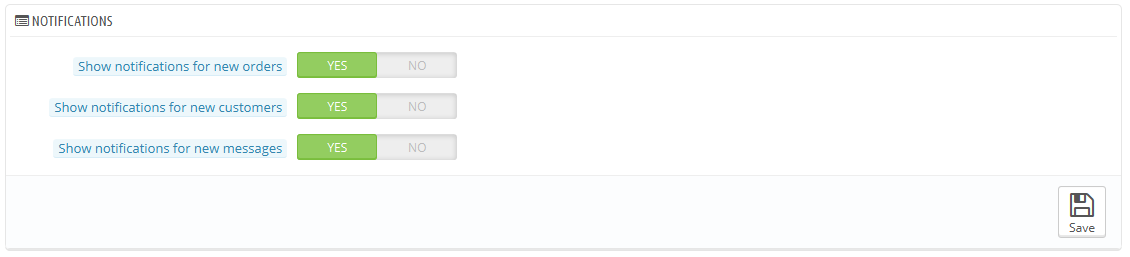 NOTIFICATIONS
Show notifications for new orders YES NO
Show notifications for new customers YES NO
Show notifications for new messages YES NO
Save